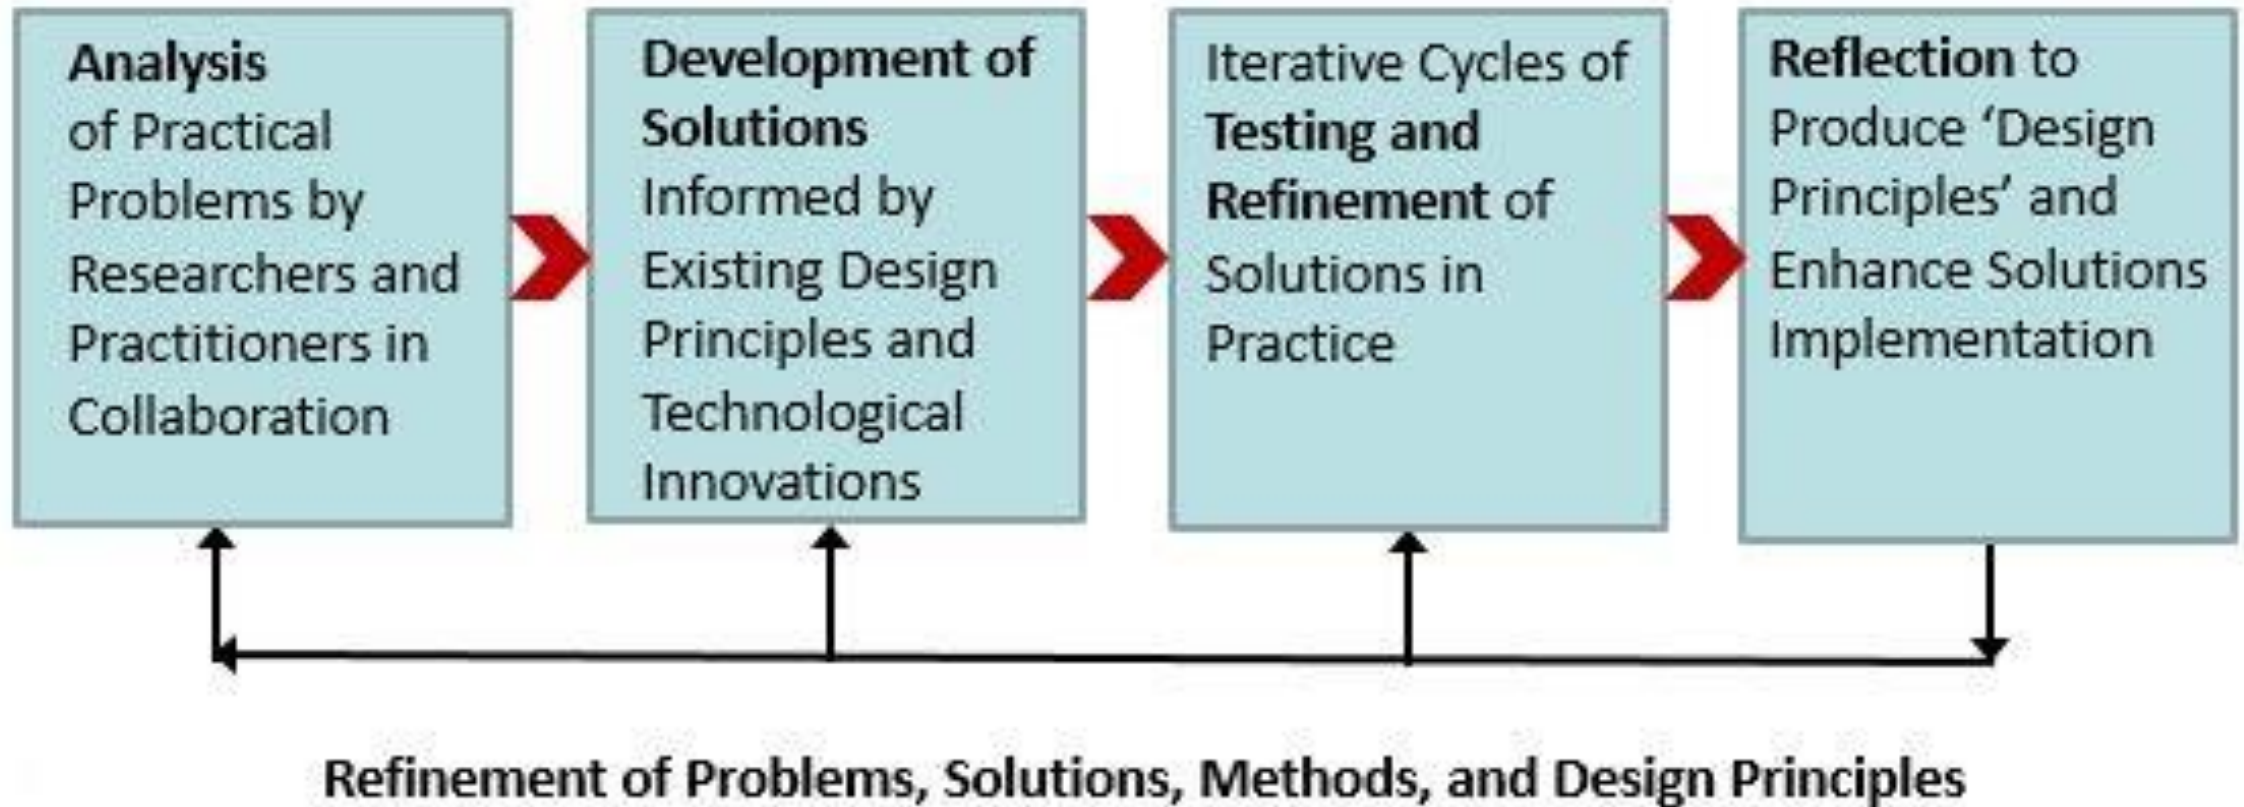 Analysis
of Practical
Problems by
Researchers and
Practitioners in
Collaboration
Development of
Solutions
Informed by
Existing Design
Principles and
Technological
Innovations
Iterative Cycles of
Testing and
Refinement of
Solutions in
Practice
Reflection to
Produce ‘Design
Principles’ and
Enhance Solutions
Implementation
Refinement of Problems, Solutions, Methods, and Design Principles